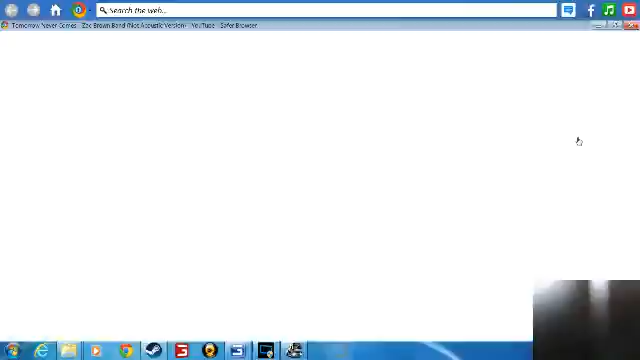 Search the web...
Tomorrow Never Comes - Zac Brown Band (Not Acoustic Version) - YouTube - Safer Browser